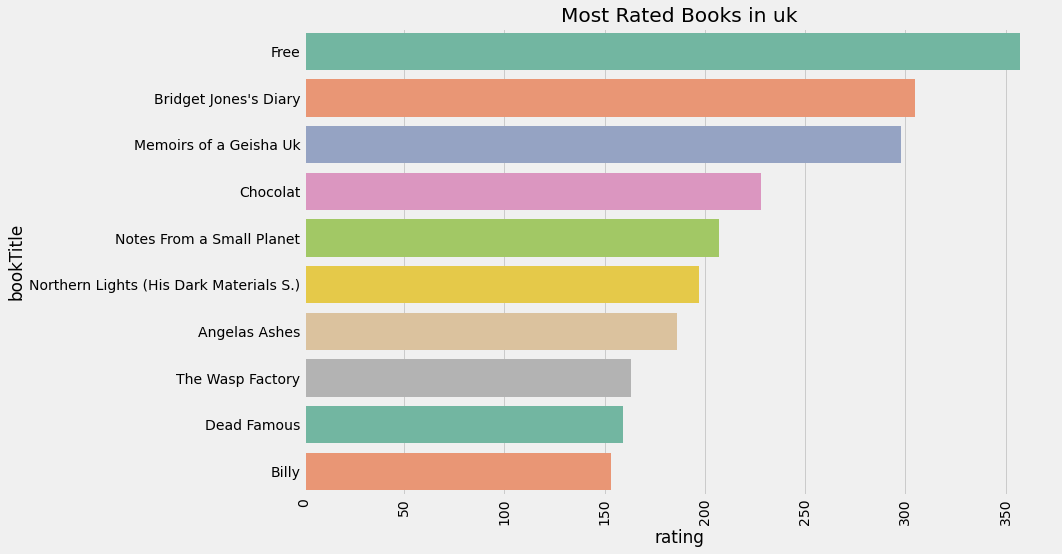 Most Rated Books in uk
bookTitle
Free
Bridget Jones's Diary
Memoirs of a Geisha Uk
Chocolat
Notes From a Small Planet
Northern Lights (His Dark Materials S.)
Angelas Ashes
The Wasp Factory
Dead Famous
Billy
0
50
100
150
200
250
300
350
rating